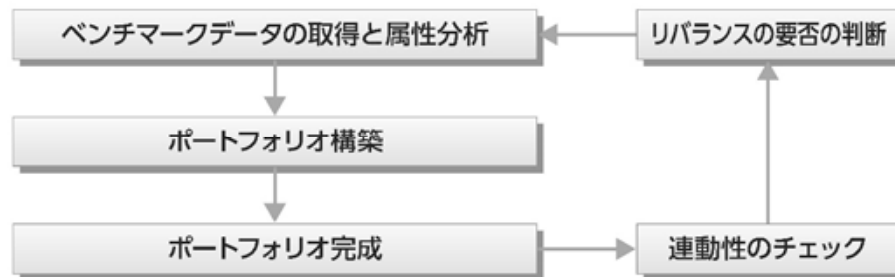 ベンチマークデータの取得と属性分析
リバランスの要否の判断
ポートフォリオ構築
ポートフォリオ完成
連動性のチェック